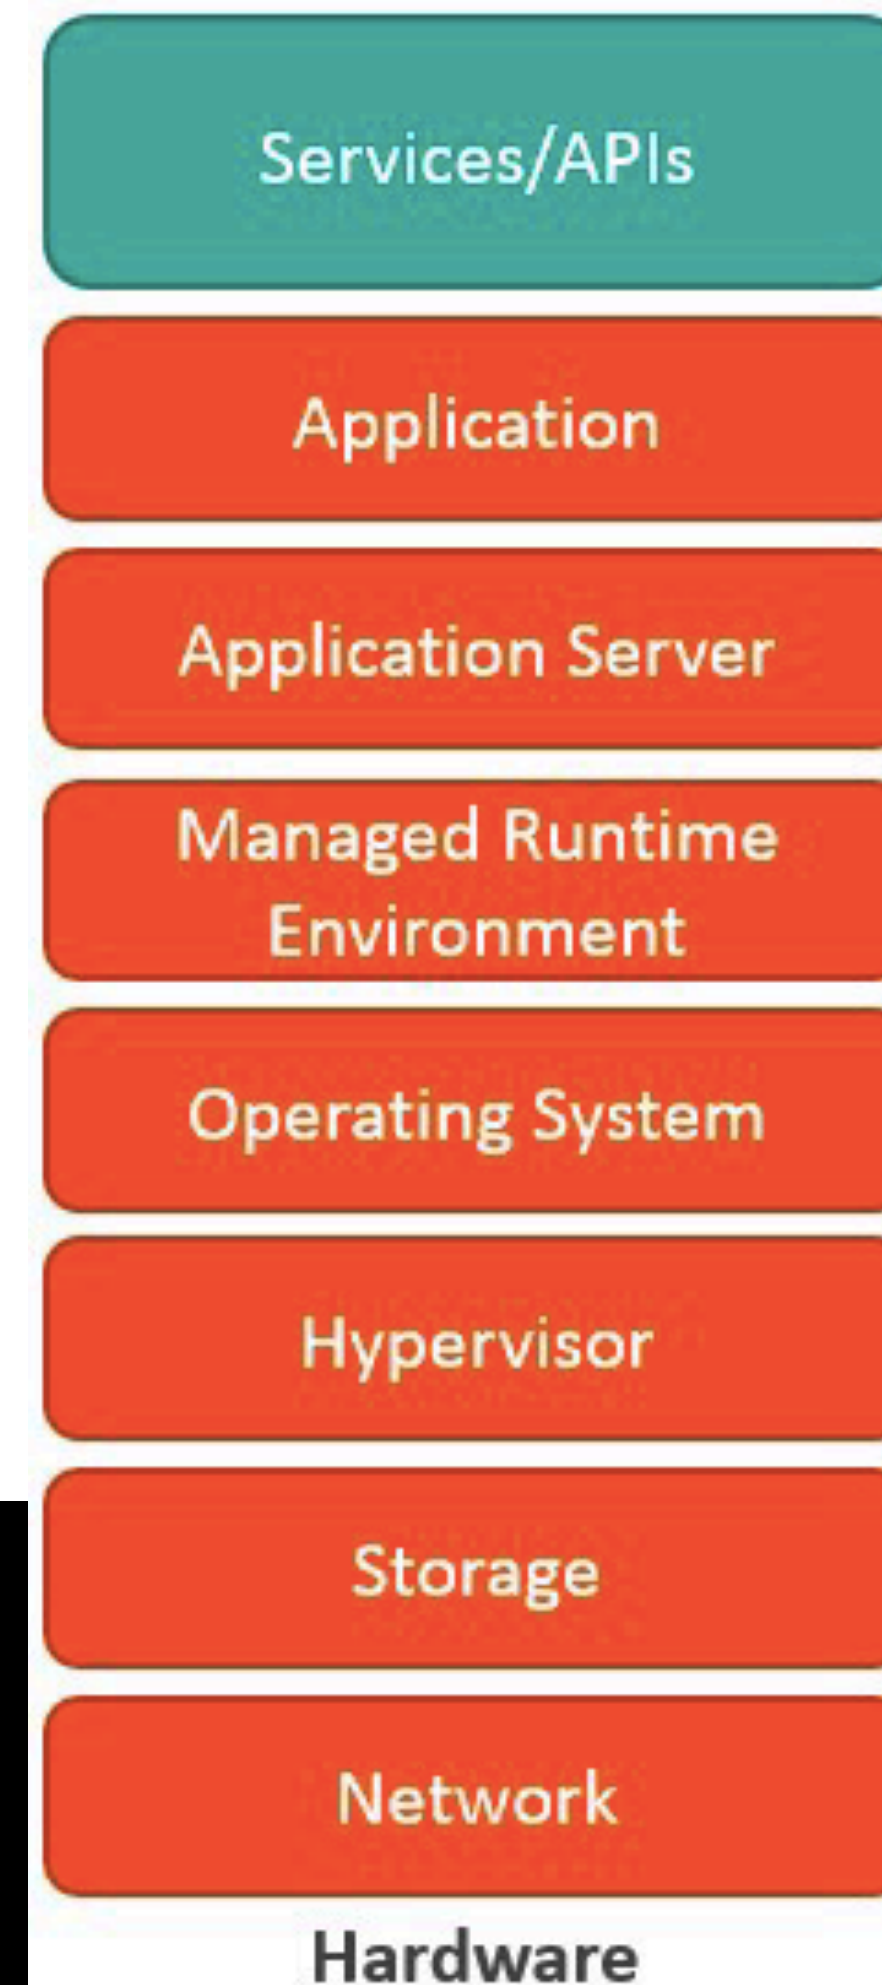 Services/APIs
Application
Application Server
Managed Runtime
Environment
Operating System
Hypervisor
Storage
Network
Hardware